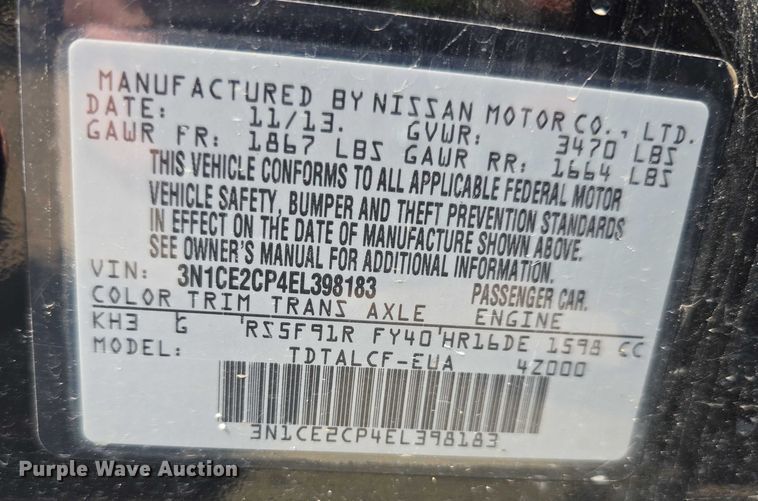 MANUFACTURED BY NISSAN MOTOR CO., LTD.
DATE: 11/13. GVWR: 3470 LBS
GAWR FR: 1867 LBS GAWR RR: 1664 LBS
THIS VEHICLE CONFORMS TO ALL APPLICABLE FEDERAL MOTOR
VEHICLE SAFETY, BUMPER AND THEFT PREVENTION STANDARDS
IN EFFECT ON THE DATE OF MANUFACTURE SHOWN ABOVE.
SEE OWNER'S MANUAL FOR ADDITIONAL INFORMATION.
VIN: 3N1CE2CP4EL398183 PASSENGER CAR.
COLOR TRIM TRANS AXLE ENGINE
KH3 G RS5F91R FY40 HR16DE 1598 CC
MODEL: TDTALCF-EUA 4Z000
3N1CE2CP4EL398183
Purple Wave Auction